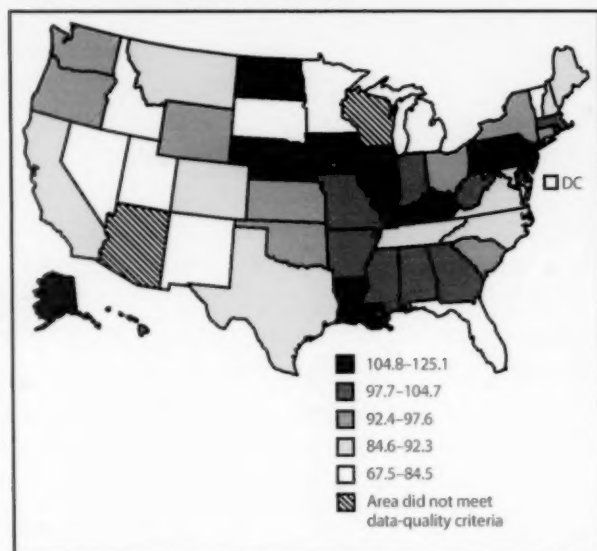 DC
104.8–125.1
97.7–104.7
92.4–97.6
84.6–92.3
67.5–84.5
Area did not meet
data-quality criteria